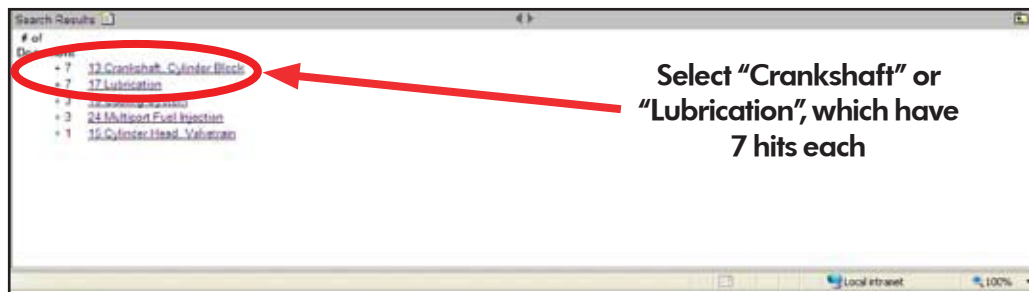 Search Results
# of
+ 7 13 Crankshaft, Cylinder Block
+ 7 17 Lubrication
+ 3
+ 3 24 Multiport Fuel Injection
+ 1 15 Cylinder Head, Valvetrain
Select “Crankshaft” or
“Lubrication”, which have
7 hits each
Local intranet
100%